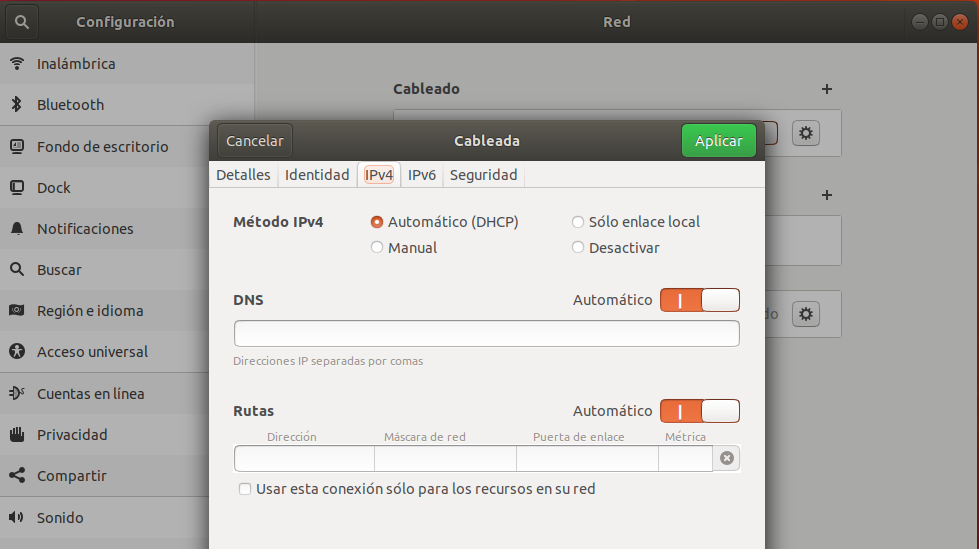 Configuración
Red
Inalámbrica
Bluetooth
Fondo de escritorio
Dock
Notificaciones
Buscar
Región e idioma
Acceso universal
Cuentas en línea
Privacidad
Compartir
Sonido
Cableado
Cancelar
Cableada
Aplicar
Detalles
Identidad
IPv4
IPv6
Seguridad
Método IPv4
Automático (DHCP)
Sólo enlace local
Manual
Desactivar
DNS
Automático
Direcciones IP separadas por comas
Rutas
Automático
Dirección
Máscara de red
Puerta de enlace
Métrica
Usar esta conexión sólo para los recursos en su red